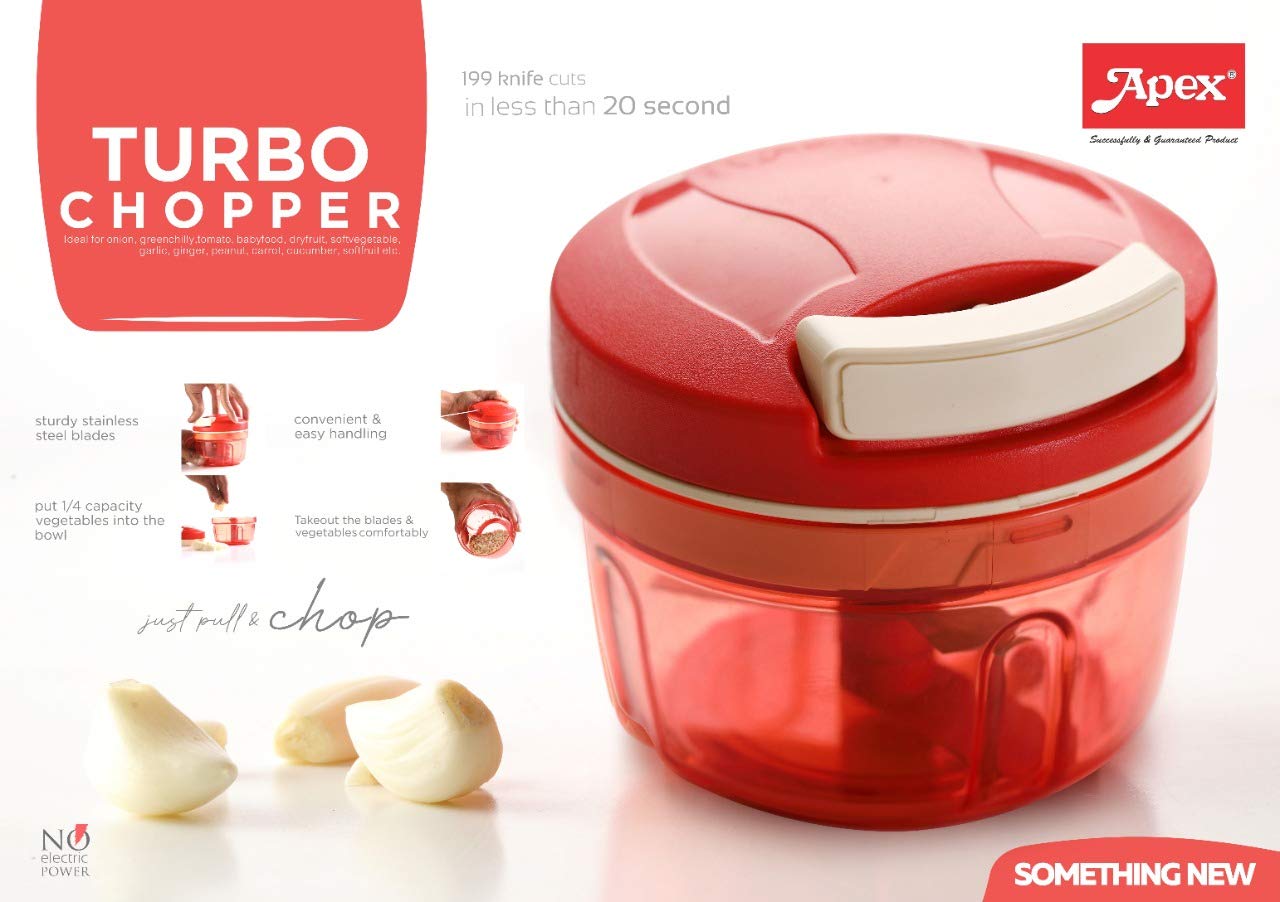 199 knife cuts
in less than 20 second
Apex®
Successfully & Guaranteed Product
TURBO
CHOPPER
Ideal for onion, greenchilly,tomato, babyfood, dryfruit, softvegetable,
garlic, ginger, peanut, carrot, cucumber, softfruit etc.
sturdy stainless
steel blades
convenient &
easy handling
put 1/4 capacity
vegetables into the
bowl
Takeout the blades &
vegetables comfortably
just pull & chop
NO
electric
POWER
SOMETHING NEW